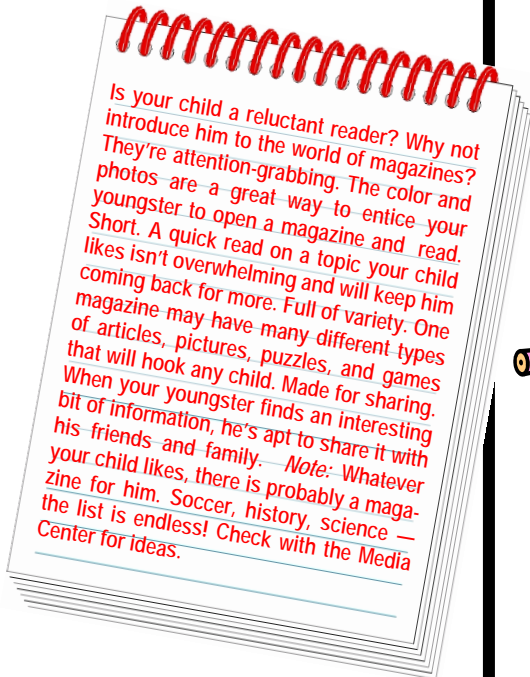 Is your child a reluctant reader? Why not
introduce him to the world of magazines?
They're attention-grabbing. The color and
photos are a great way to entice your
youngster to open a magazine and read.
Short. A quick read on a topic your child
likes isn't overwhelming and will keep him
coming back for more. Full of variety. One
magazine may have many different types
of articles, pictures, puzzles, and games
that will hook any child. Made for sharing.
When your youngster finds an interesting
bit of information, he's apt to share it with
his friends and family. Note: Whatever
your child likes, there is probably a maga-
zine for him. Soccer, history, science —
the list is endless! Check with the Media
Center for ideas.